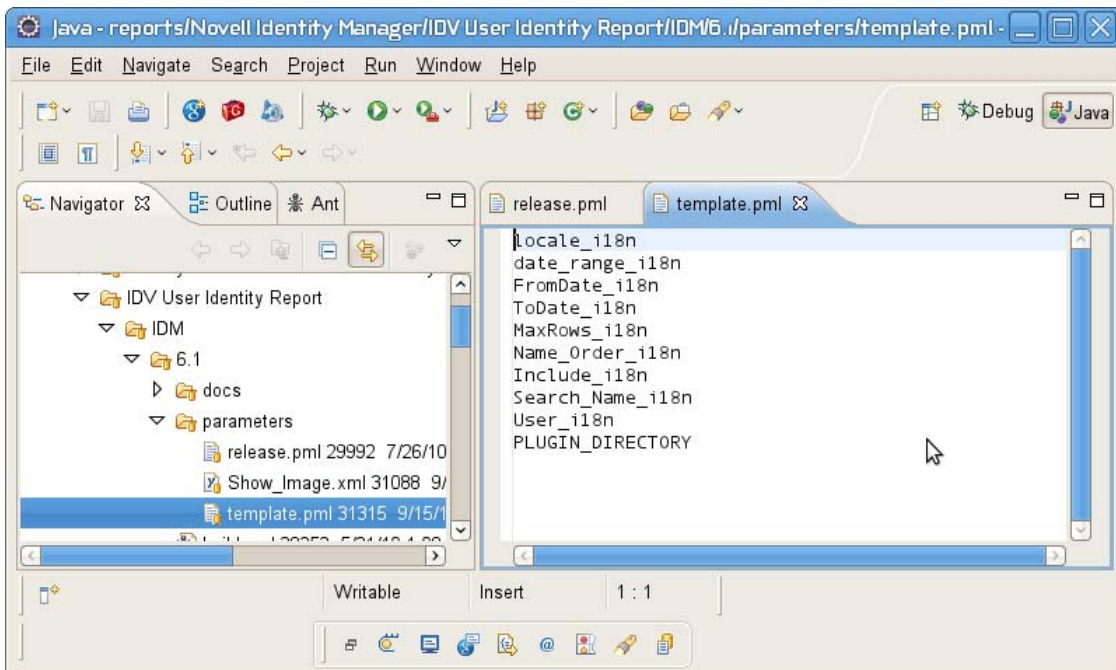 Java - reports/Novell Identity Manager/IDV User Identity Report/IDM/6.1/parameters/template.pml -
File Edit Navigate Search Project Run Window Help
Debug Java
Navigator Outline Ant
release.pml template.pml
IDV User Identity Report
IDM
6.1
docs
parameters
release.pml 29992 7/26/10
Show_Image.xml 31088 9/
template.pml 31315 9/15/1
locale_i18n
date_range_i18n
FromDate_i18n
ToDate_i18n
MaxRows_i18n
Name_Order_i18n
Include_i18n
Search_Name_i18n
User_i18n
PLUGIN_DIRECTORY
Writable Insert 1 : 1